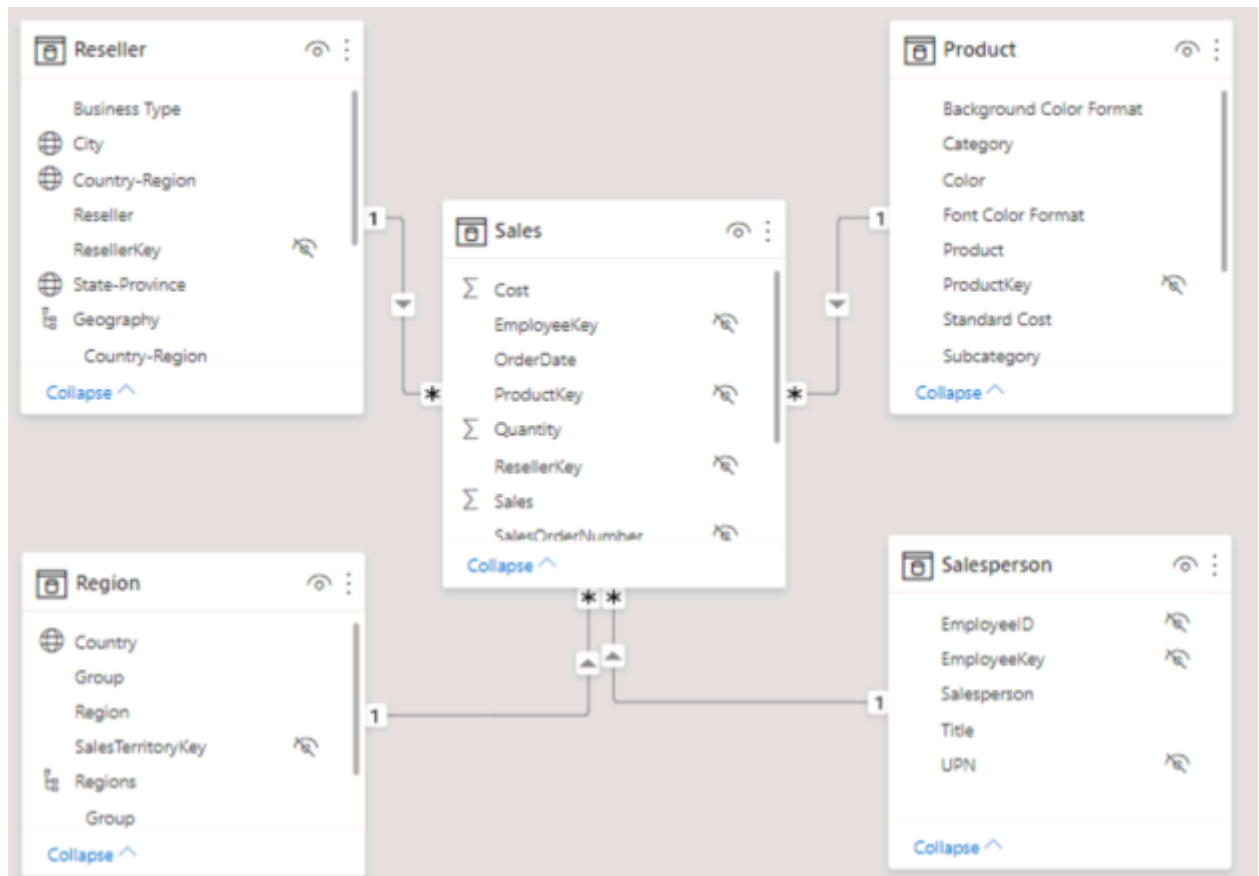 Reseller
Business Type
City
Country-Region
Reseller
ResellerKey
State-Province
Geography
Country-Region
Collapse
1
*
Product
Background Color Format
Category
Color
Font Color Format
Product
ProductKey
Standard Cost
Subcategory
Collapse
1
*
Sales
Σ Cost
EmployeeKey
OrderDate
ProductKey
Σ Quantity
ResellerKey
Σ Sales
SalesOrderNumber
Collapse
* *
Region
Country
Group
Region
SalesTerritoryKey
Regions
Group
Collapse
1
Salesperson
EmployeeID
EmployeeKey
Salesperson
Title
UPN
Collapse
1